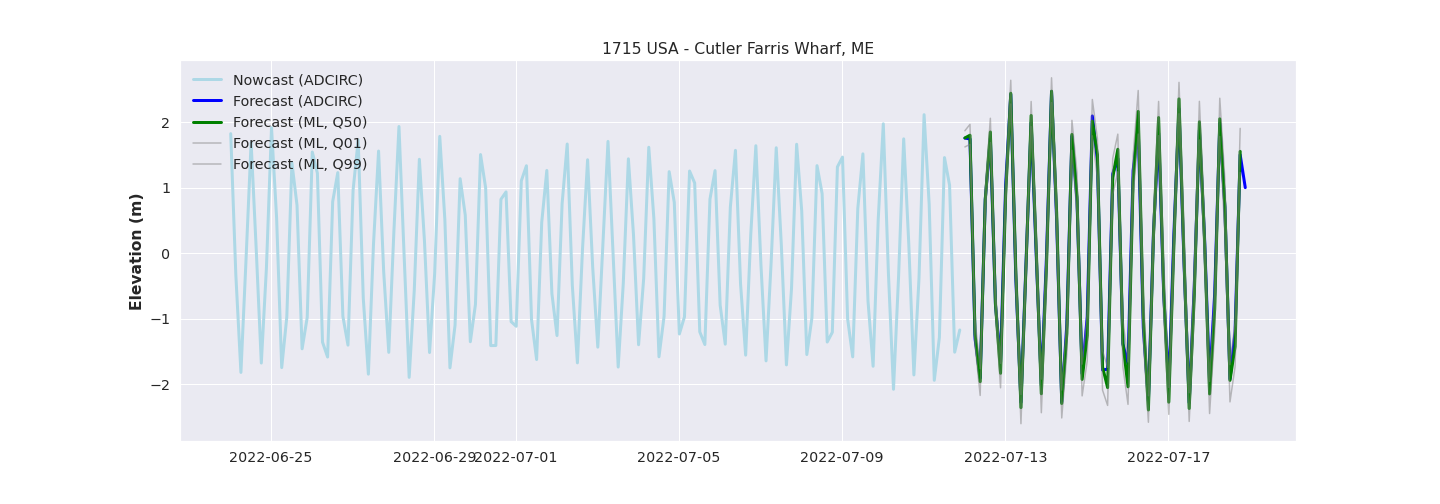 1715 USA - Cutler Farris Wharf, ME
Nowcast (ADCIRC)
Forecast (ADCIRC)
Forecast (ML, Q50)
Forecast (ML, Q01)
Forecast (ML, Q99)
Elevation (m)
2
1
0
−1
−2
2022-06-25
2022-06-29
2022-07-01
2022-07-05
2022-07-09
2022-07-13
2022-07-17